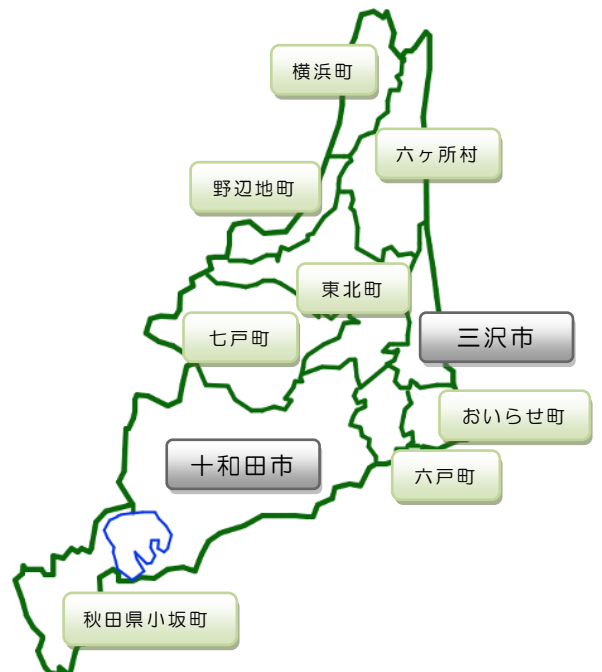 横浜町
六ヶ所村
野辺地町
東北町
七戸町
三沢市
おいらせ町
十和田市
六戸町
秋田県小坂町